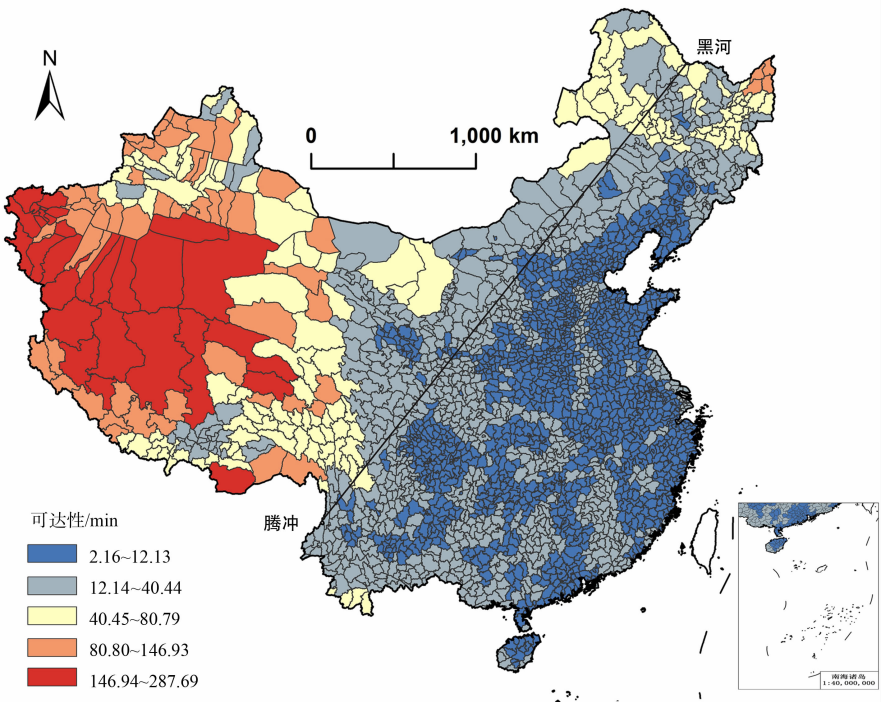 黑河
N
0 1,000 km
腾冲
可达性/min
2.16~12.13
12.14~40.44
40.45~80.79
80.80~146.93
146.94~287.69
南海诸岛
1:40,000,000